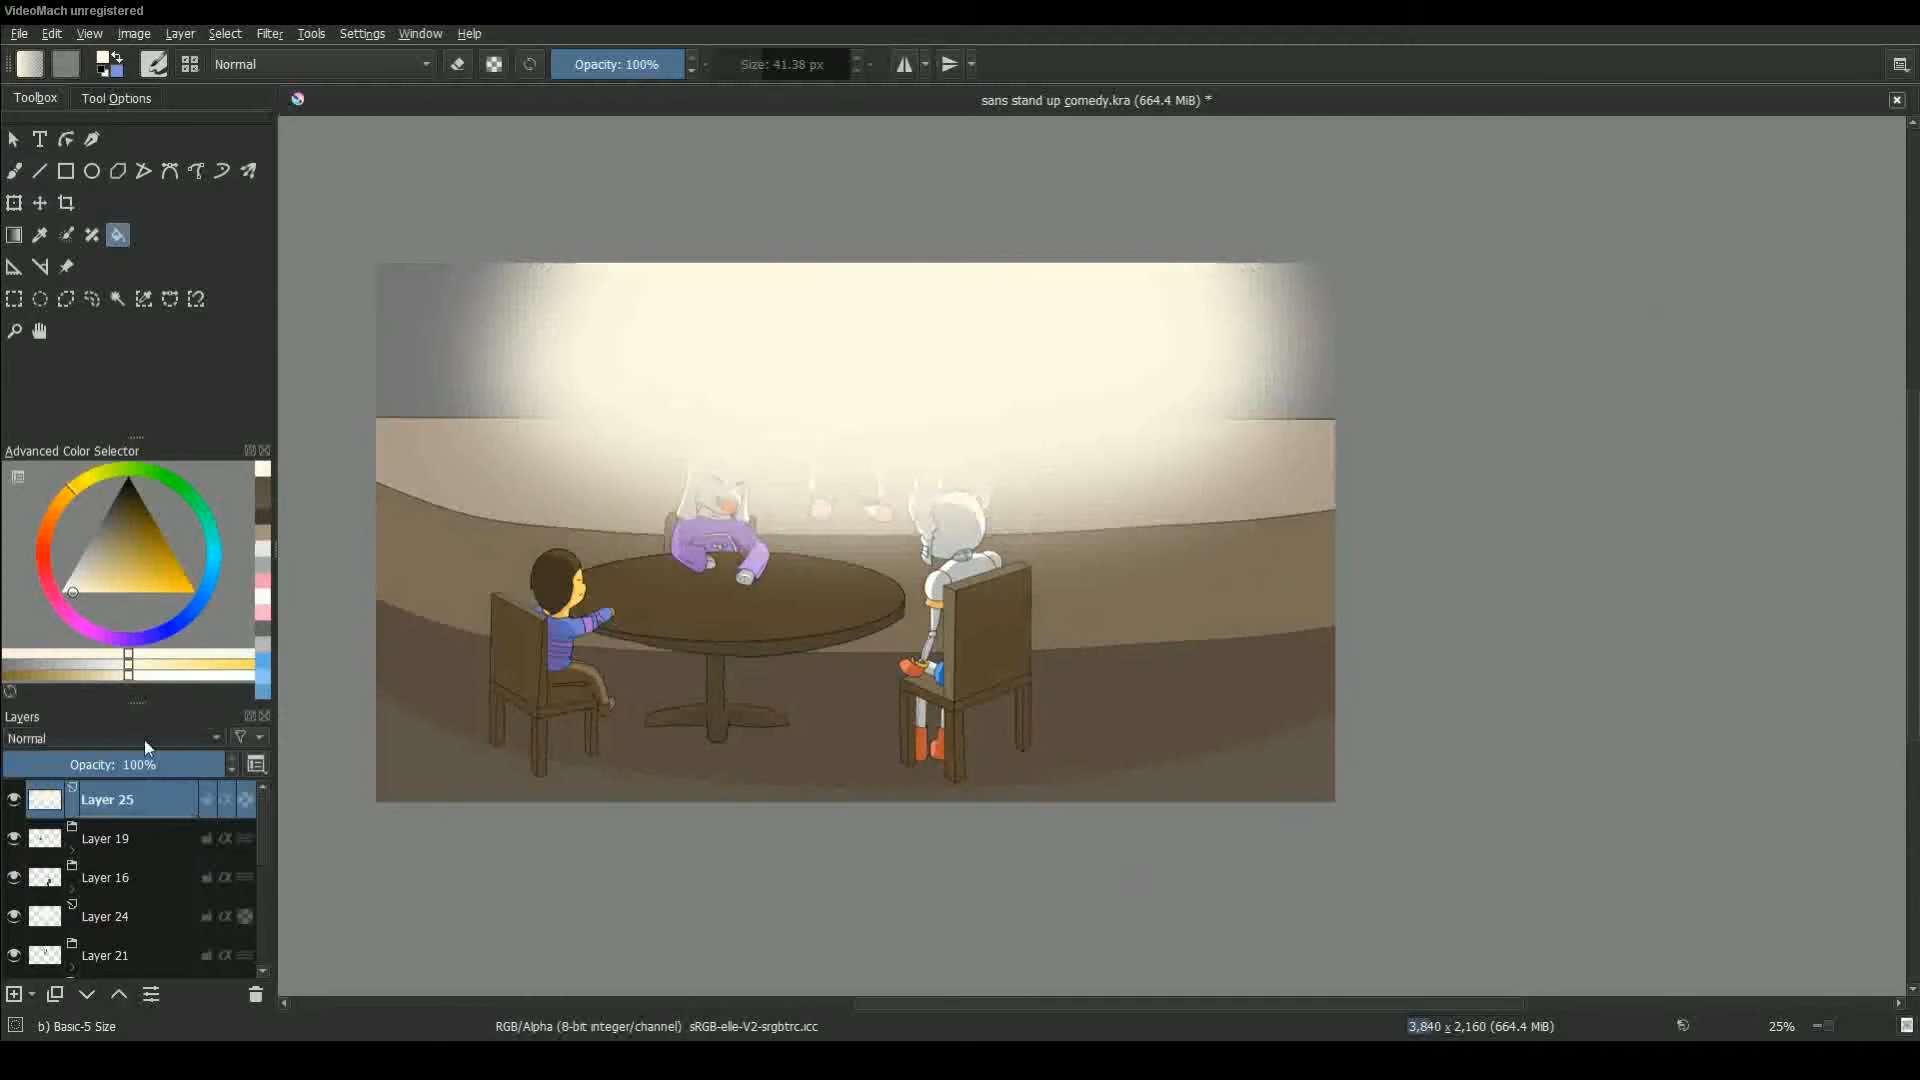 VideoMach unregistered
File Edit View Image Layer Select Filter Tools Settings Window Help
Normal
Opacity: 100%
Size: 41.38 px
Toolbox
Tool Options
sans stand up comedy.kra (664.4 MiB) *
Advanced Color Selector
Layers
Normal
Opacity: 100%
Layer 25
Layer 19
Layer 16
Layer 24
Layer 21
b) Basic-5 Size
RGB/Alpha (8-bit integer/channel) sRGB-elle-V2-srgbtrc.icc
3,840 x 2,160 (664.4 MiB)
25%